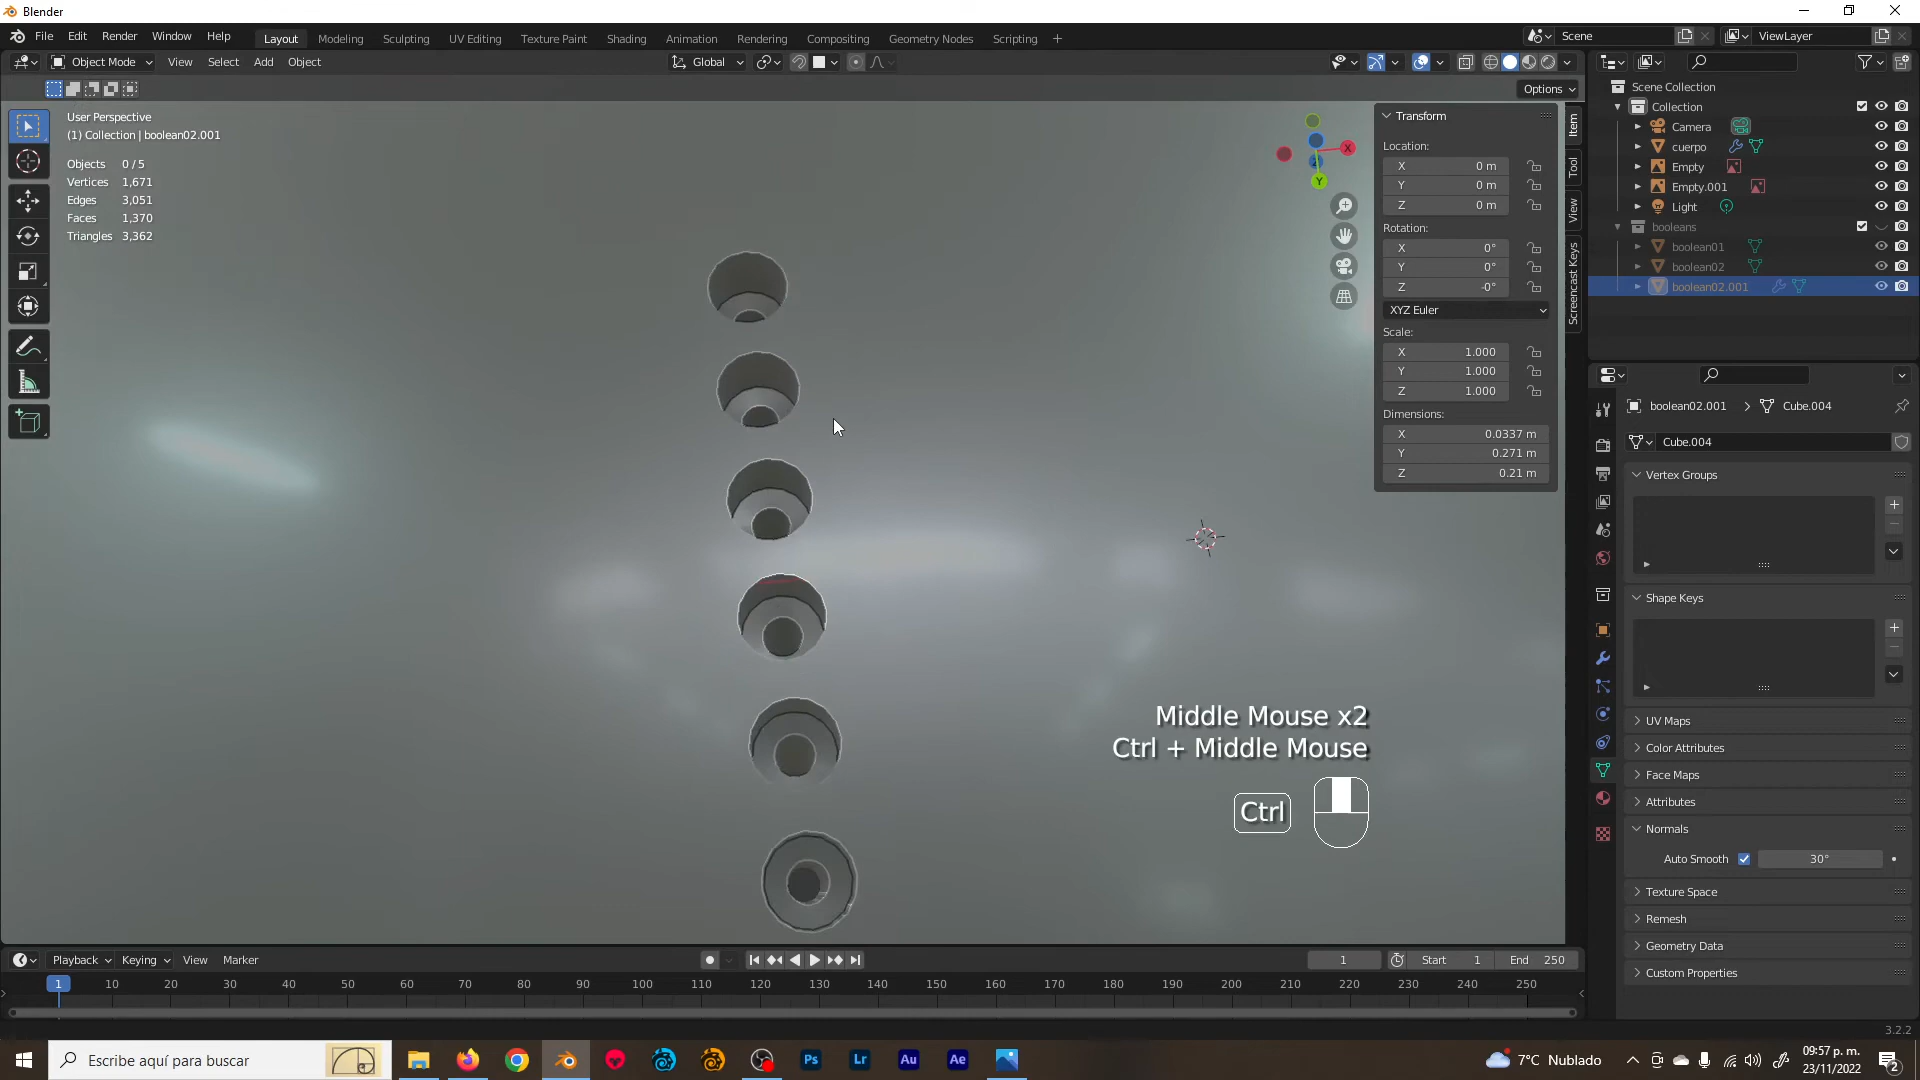 Blender
File Edit Render Window Help Layout Modeling Sculpting UV Editing Texture Paint Shading Animation Rendering Compositing Geometry Nodes Scripting + Scene ViewLayer
Object Mode View Select Add Object Global
Options
User Perspective
(1) Collection | boolean02.001
Objects 0 / 5
Vertices 1,671
Edges 3,051
Faces 1,370
Triangles 3,362
X
Y
Transform
Location:
X 0 m
Y 0 m
Z 0 m
Rotation:
X 0°
Y 0°
Z -0°
XYZ Euler
Scale:
X 1.000
Y 1.000
Z 1.000
Dimensions:
X 0.0337 m
Y 0.271 m
Z 0.21 m
Item
Tool
View
Screencast Keys
Scene Collection
Collection
Camera
cuerpo
Empty
Empty.001
Light
booleans
boolean01
boolean02
boolean02.001
boolean02.001 > Cube.004
Cube.004
Vertex Groups
Shape Keys
UV Maps
Color Attributes
Face Maps
Attributes
Normals
Auto Smooth 30°
Texture Space
Remesh
Geometry Data
Custom Properties
Middle Mouse x2
Ctrl + Middle Mouse
Ctrl
Playback Keying View Marker 1 Start 1 End 250
1 10 20 30 40 50 60 70 80 90 100 110 120 130 140 150 160 170 180 190 200 210 220 230 240 250
3.2.2
Escribe aquí para buscar
Ps Lr Au Ae
7°C Nublado
09:57 p. m.
23/11/2022
2